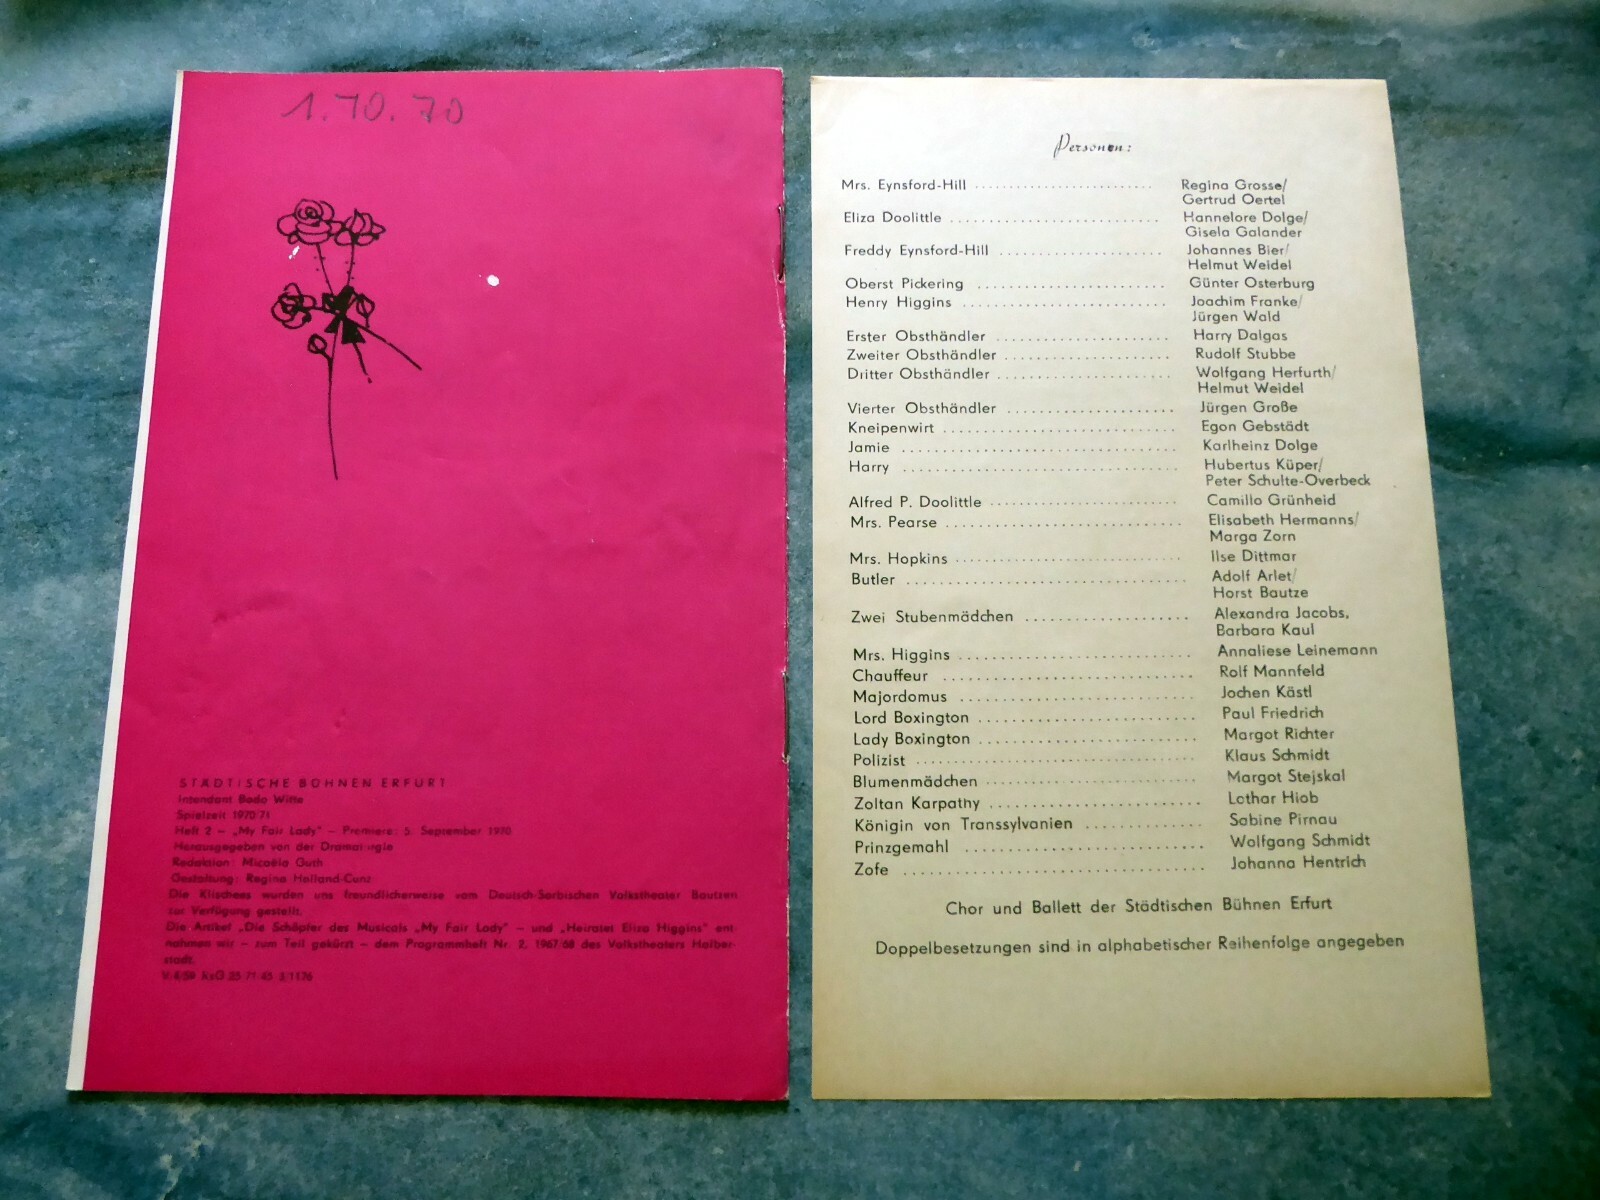 1.10.70
STÄDTISCHE BÜHNEN ERFURT
Intendant Bodo Witte
Spielzeit 1970/71
Heft 2 – „My Fair Lady" – Premiere: 5. September 1970
Herausgegeben von der Dramaturgie
Redaktion: Micaëla Guth
Gestaltung: Regina Holland-Cunz
Die Klischees wurden uns freundlicherweise vom Deutsch-Sorbischen Volkstheater Bautzen
zur Verfügung gestellt.
Die Artikel „Die Schöpfer des Musicals „My Fair Lady" – und „Heiratet Eliza Higgins" ent-
nahmen wir – zum Teil gekürzt – dem Programmheft Nr. 2, 1967/68 des Volkstheaters Halber-
stadt.
Personen:
Mrs. Eynsford-Hill Regina Grosse/
Gertrud Oertel
Eliza Doolittle Hannelore Dolge/
Gisela Galander
Freddy Eynsford-Hill Johannes Bier/
Helmut Weidel
Oberst Pickering Günter Osterburg
Henry Higgins Joachim Franke/
Jürgen Wald
Erster Obsthändler Harry Dalgas
Zweiter Obsthändler Rudolf Stubbe
Dritter Obsthändler Wolfgang Herfurth/
Helmut Weidel
Vierter Obsthändler Jürgen Große
Kneipenwirt Egon Gebstädt
Jamie Karlheinz Dolge
Harry Hubertus Küper/
Peter Schulte-Overbeck
Alfred P. Doolittle Camillo Grünheid
Mrs. Pearse Elisabeth Hermanns/
Marga Zorn
Mrs. Hopkins Ilse Dittmar
Butler Adolf Arlet/
Horst Bautze
Zwei Stubenmädchen Alexandra Jacobs,
Barbara Kaul
Mrs. Higgins Annaliese Leinemann
Chauffeur Rolf Mannfeld
Majordomus Jochen Kästl
Lord Boxington Paul Friedrich
Lady Boxington Margot Richter
Polizist Klaus Schmidt
Blumenmädchen Margot Stejskal
Zoltan Karpathy Lothar Hiob
Königin von Transsylvanien Sabine Pirnau
Prinzgemahl Wolfgang Schmidt
Zofe Johanna Hentrich
Chor und Ballett der Städtischen Bühnen Erfurt
Doppelbesetzungen sind in alphabetischer Reihenfolge angegeben